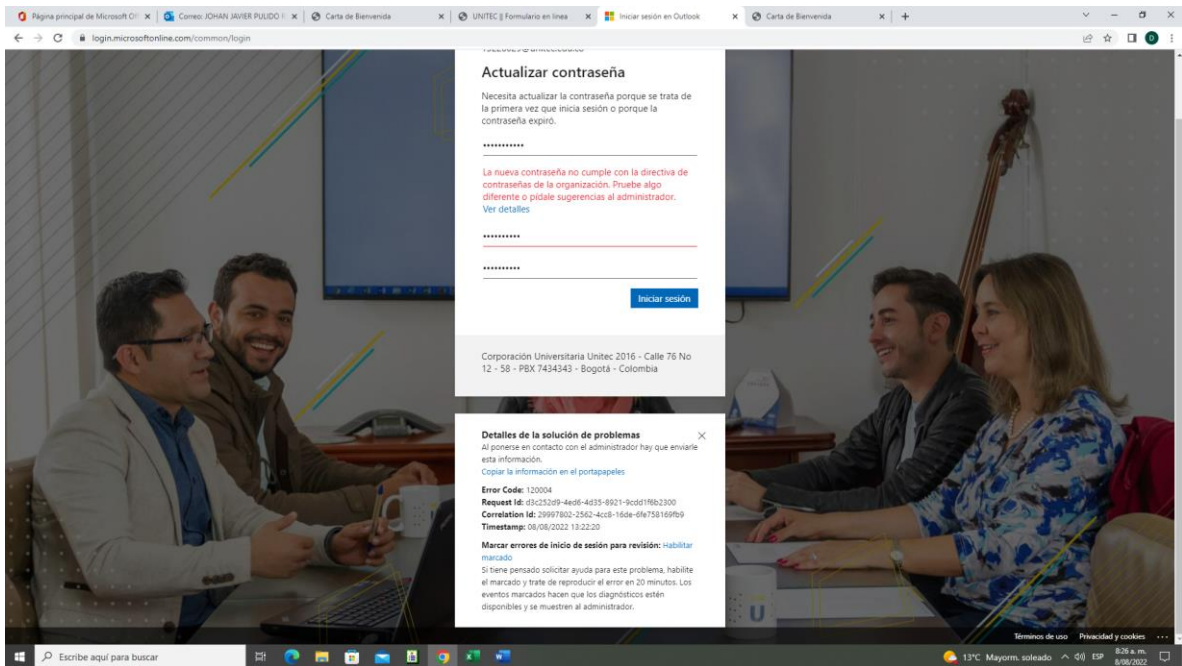 Página principal de Microsoft Of
Correo: JOHAN JAVIER PULIDO
Carta de Bienvenida
UNITEC || Formulario en linea
Iniciar sesión en Outlook
Carta de Bienvenida
login.microsoftonline.com/common/login
D
Actualizar contraseña
Necesita actualizar la contraseña porque se trata de
la primera vez que inicia sesión o porque la
contraseña expiró.
•••••••••••
La nueva contraseña no cumple con la directiva de
contraseñas de la organización. Pruebe algo
diferente o pídale sugerencias al administrador.
Ver detalles
••••••••••
••••••••••
Iniciar sesión
Corporación Universitaria Unitec 2016 - Calle 76 No
12 - 58 - PBX 7434343 - Bogotá - Colombia
Detalles de la solución de problemas
Al ponerse en contacto con el administrador hay que enviarle
esta información.
Copiar la información en el portapapeles
Error Code: 120004
Request Id: d3c252d9-4ed6-4d35-8921-9cdd1f6b2300
Correlation Id: 29997802-2562-4cc8-16de-6fe758169fb9
Timestamp: 08/08/2022 13:22:20
Marcar errores de inicio de sesión para revisión: Habilitar
marcado
Si tiene pensado solicitar ayuda para este problema, habilite
el marcado y trate de reproducir el error en 20 minutos. Los
eventos marcados hacen que los diagnósticos estén
disponibles y se muestren al administrador.
U
Términos de uso Privacidad y cookies ...
Escribe aquí para buscar
13°C Mayorm. soleado
ESP
8:26 a. m.
8/08/2022